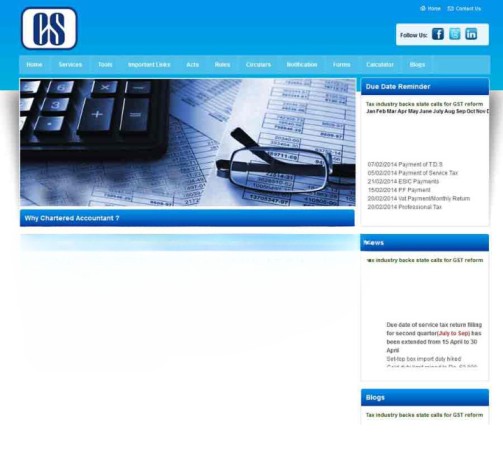 Home Contact Us
CS
Follow Us:
Home Services Tools Important Links Acts Rules Circulars Notification Forms Calculator Blogs
Due Date Reminder
Tax industry backs state calls for GST reform
Jan Feb Mar Apr May June July Aug Sep Oct Nov
07/02/2014 Payment of T.D.S
05/02/2014 Payment of Service Tax
21/02/2014 ESIC Payments
15/02/2014 PF Payment
20/02/2014 Vat Payment/Monthly Return
20/02/2014 Professional Tax
Why Chartered Accountant ?
News
tax industry backs state calls for GST reform
Due date of service tax return filing
for second quarter(July to Sep) has
been extended from 15 April to 30
April
Set-top box import duty hiked
Blogs
Tax industry backs state calls for GST reform